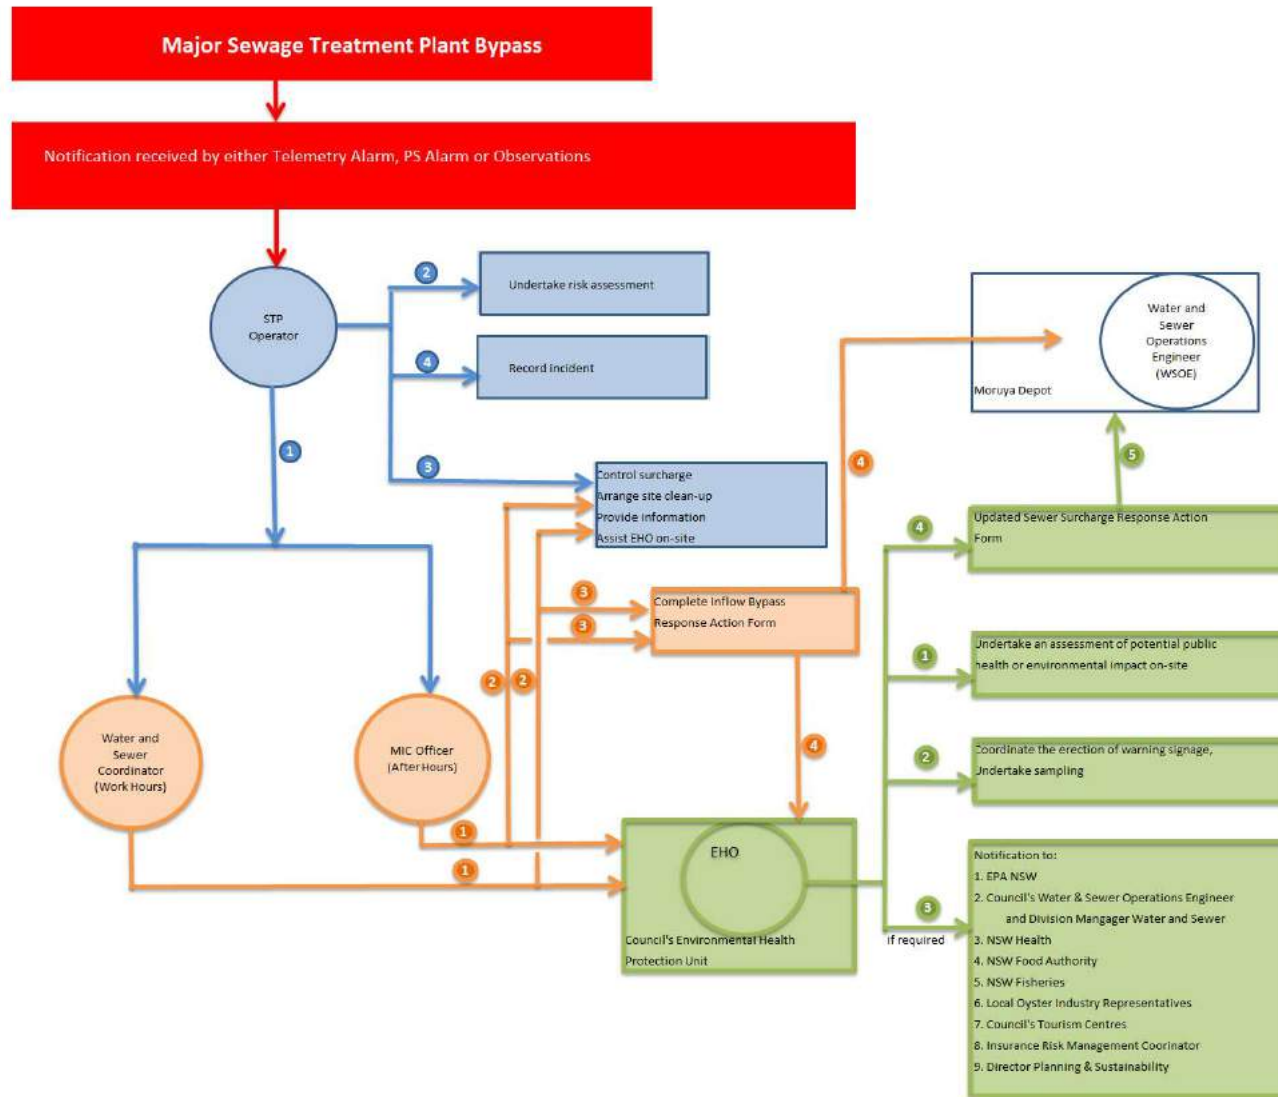 Major Sewage Treatment Plant Bypass
Notification received by either Telemetry Alarm, PS Alarm or Observations
STP
Operator
2
Undertake risk assessment
4
Record incident
1
3
Control surcharge
Arrange site clean-up
Provide information
Assist EHO on-site
Water and
Sewer
Operations
Engineer
(WSOE)
Moruya Depot
4
5
4
Updated Sewer Surcharge Response Action
Form
3
3
Complete Inflow Bypass
Response Action Form
2
2
1
Undertake an assessment of potential public
health or environmental impact on-site
Water and
Sewer
Coordinator
(Work Hours)
MIC Officer
(After Hours)
4
2
Coordinate the erection of warning signage,
Undertake sampling
1
1
EHO
Council's Environmental Health
Protection Unit
3
if required
Notification to:
1. EPA NSW
2. Council's Water & Sewer Operations Engineer
and Division Mangager Water and Sewer
3. NSW Health
4. NSW Food Authority
5. NSW Fisheries
6. Local Oyster Industry Representatives
7. Council's Tourism Centres
8. Insurance Risk Management Coorinator
9. Director Planning & Sustainability